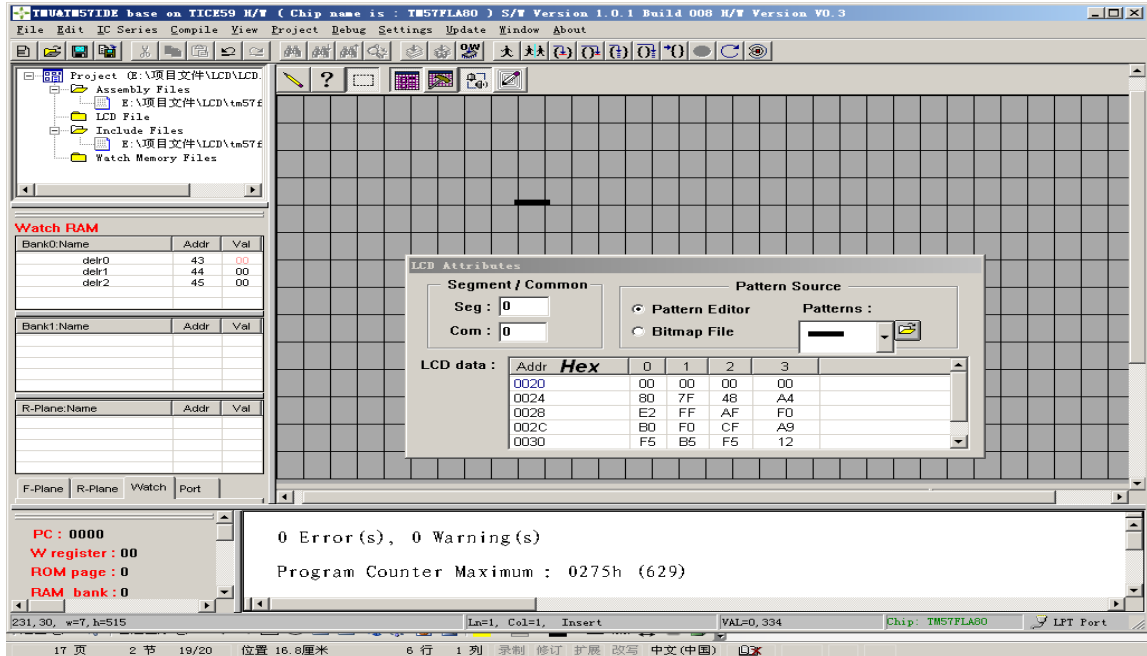 TMU&TM57IDE base on TICE59 H/W ( Chip name is : TM57FLA80 ) S/W Version 1.0.1 Build 008 H/W Version V0.3
File Edit IC Series Compile View Project Debug Settings Update Window About
Project (E:\项目文件\LCD\LCD.
Assembly Files
E:\项目文件\LCD\tm57f
LCD File
Include Files
E:\项目文件\LCD\tm57f
Watch Memory Files
Watch RAM
Bank0:Name Addr Val
delr0 43 00
delr1 44 00
delr2 45 00
Bank1:Name Addr Val
R-Plane:Name Addr Val
F-Plane R-Plane Watch Port
LCD Attributes
Segment / Common
Seg : 0
Com : 0
Pattern Source
Pattern Editor
Bitmap File
Patterns :
LCD data :
Addr Hex 0 1 2 3
0020 00 00 00 00
0024 80 7F 48 A4
0028 E2 FF AF F0
002C B0 F0 CF A9
0030 F5 B5 F5 12
PC : 0000
W register : 00
ROM page : 0
RAM bank : 0
0 Error(s), 0 Warning(s)
Program Counter Maximum : 0275h (629)
231,30, w=7,h=515 Ln=1, Col=1, Insert VAL=0,334 Chip: TM57FLA80 LPT Port
17 页 2 节 19/20 位置 16.8厘米 6 行 1 列 录制 修订 扩展 改写 中文(中国)